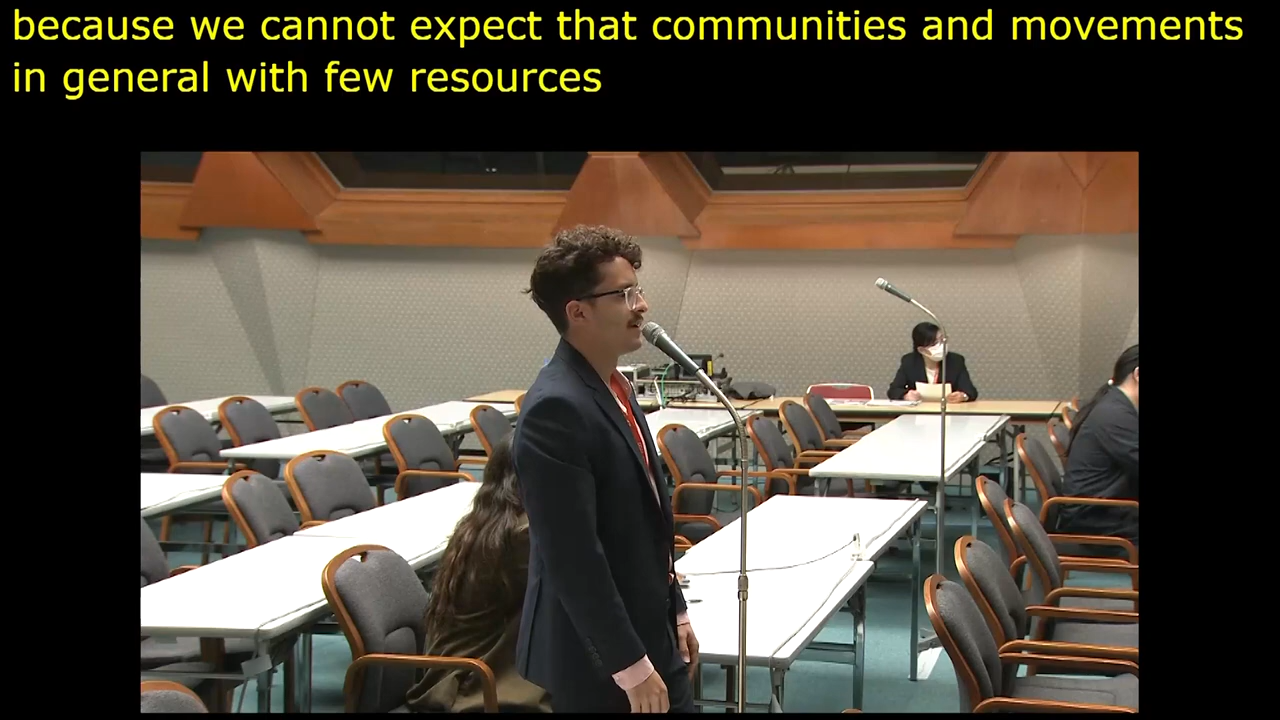 because we cannot expect that communities and movements
in general with few resources